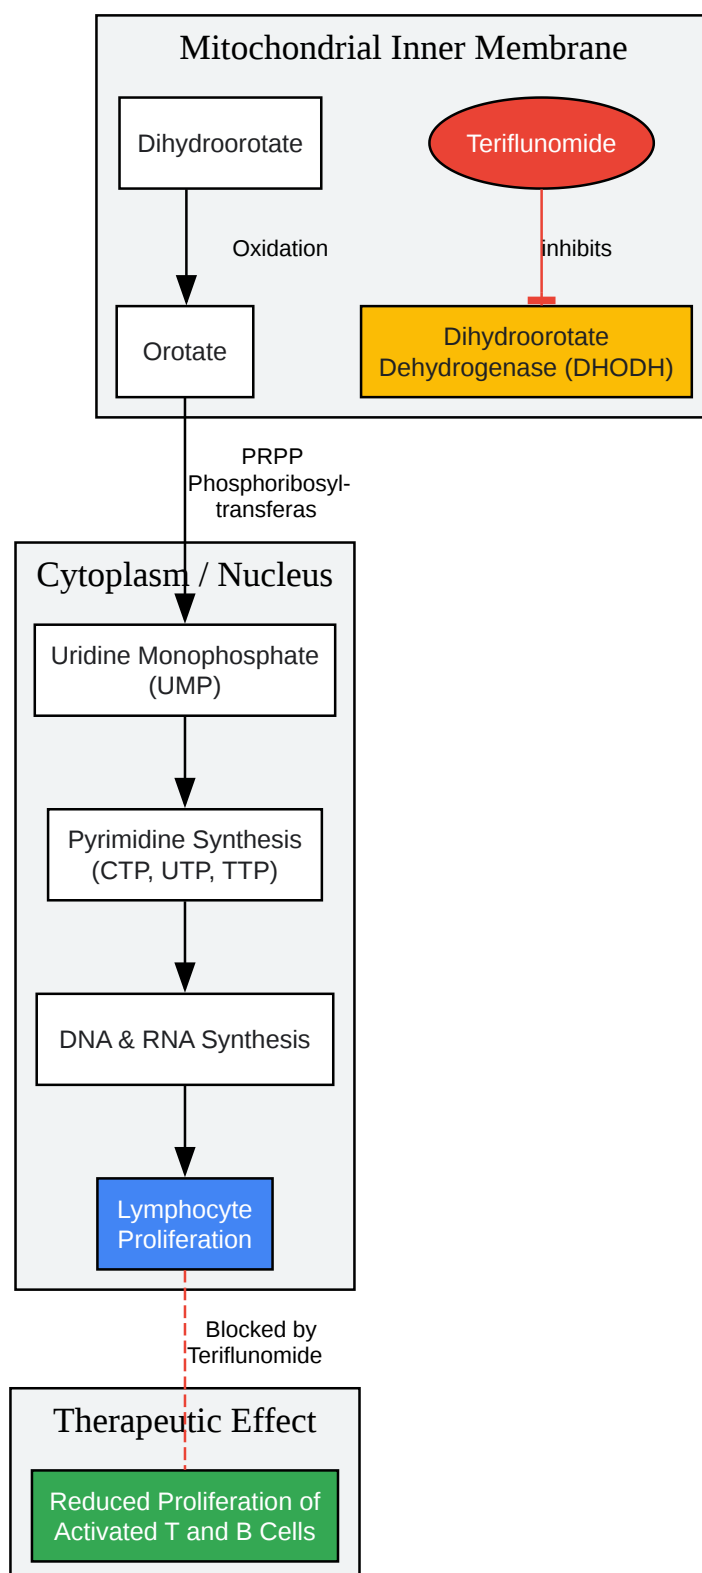 Mitochondrial Inner Membrane
Dihydroorotate
Teriflunomide
Oxidation
inhibits
Orotate
Dihydroorotate
Dehydrogenase (DHODH)
PRPP
Phosphoribosyl-
transferas
Cytoplasm / Nucleus
Uridine Monophosphate
(UMP)
Pyrimidine Synthesis
(CTP, UTP, TTP)
DNA & RNA Synthesis
Lymphocyte
Proliferation
Blocked by
Teriflunomide
Therapeutic Effect
Reduced Proliferation of
Activated T and B Cells